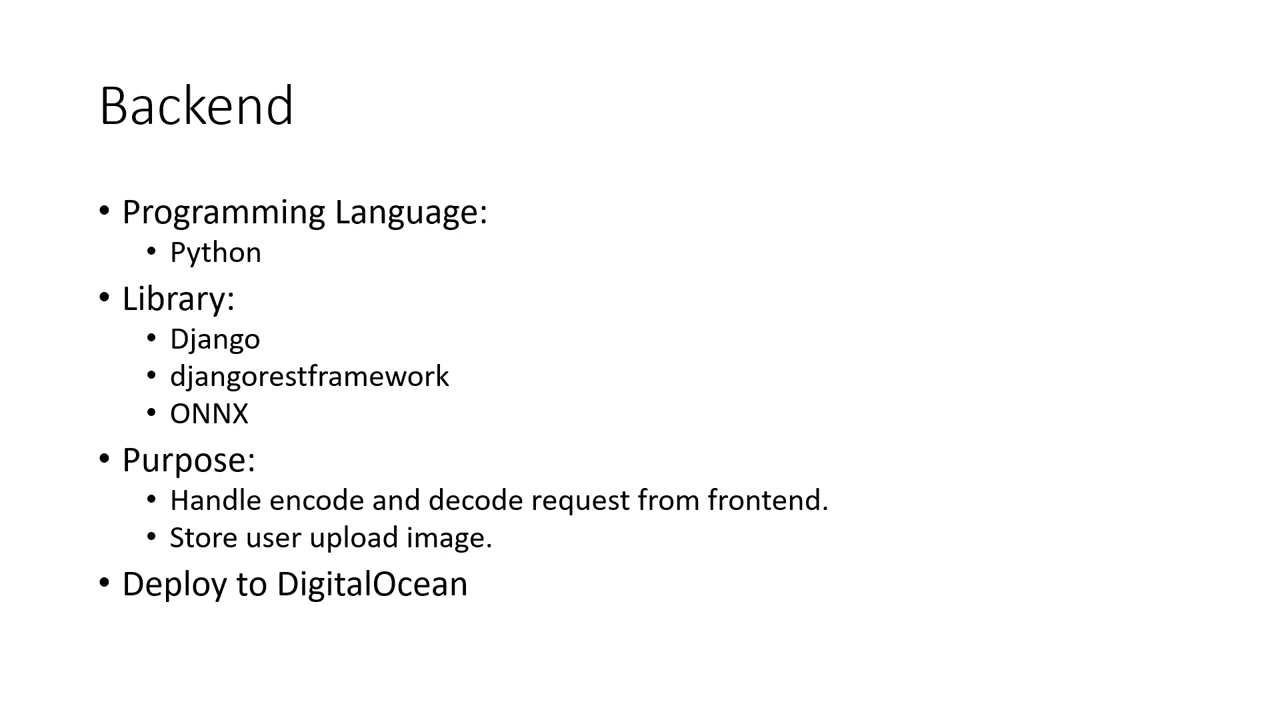 Backend
• Programming Language:
• Python
• Library:
• Django
• djangorestframework
• ONNX
• Purpose:
• Handle encode and decode request from frontend.
• Store user upload image.
• Deploy to DigitalOcean